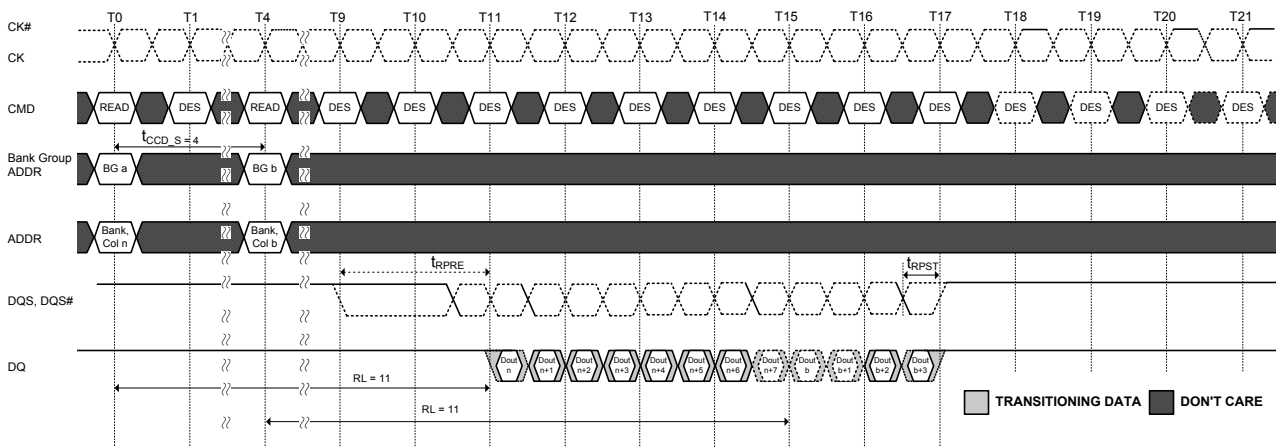 T0 T1 T4 T9 T10 T11 T12 T13 T14 T15 T16 T17 T18 T19 T20 T21
CK#
CK
CMD
READ DES READ DES DES DES DES DES DES DES DES DES DES DES DES DES
tCCD_S = 4
Bank Group
ADDR
BG a BG b
ADDR
Bank,
Col n
Bank,
Col b
tRPRE
tRPST
DQS, DQS#
DQ
Dout
n
Dout
n+1
Dout
n+2
Dout
n+3
Dout
n+4
Dout
n+5
Dout
n+6
Dout
n+7
Dout
b
Dout
b+1
Dout
b+2
Dout
b+3
RL = 11
RL = 11
TRANSITIONING DATA
DON'T CARE